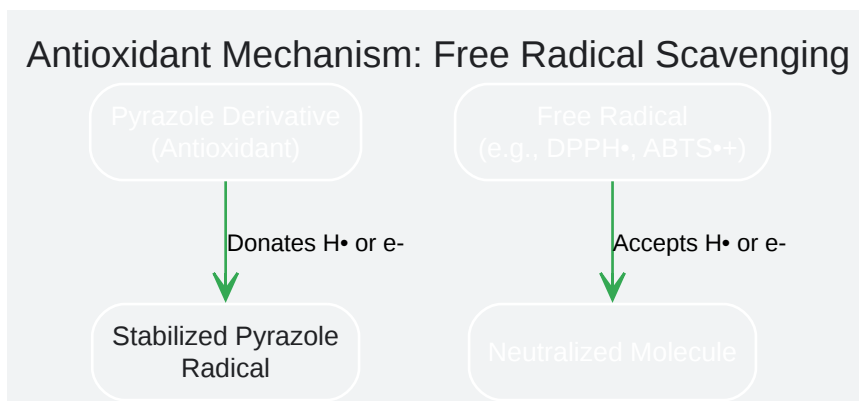 Antioxidant Mechanism: Free Radical Scavenging
Pyrazole Derivative
(Antioxidant)
Free Radical
(e.g., DPPH•, ABTS•+)
Donates H• or e-
Accepts H• or e-
Stabilized Pyrazole
Radical
Neutralized Molecule